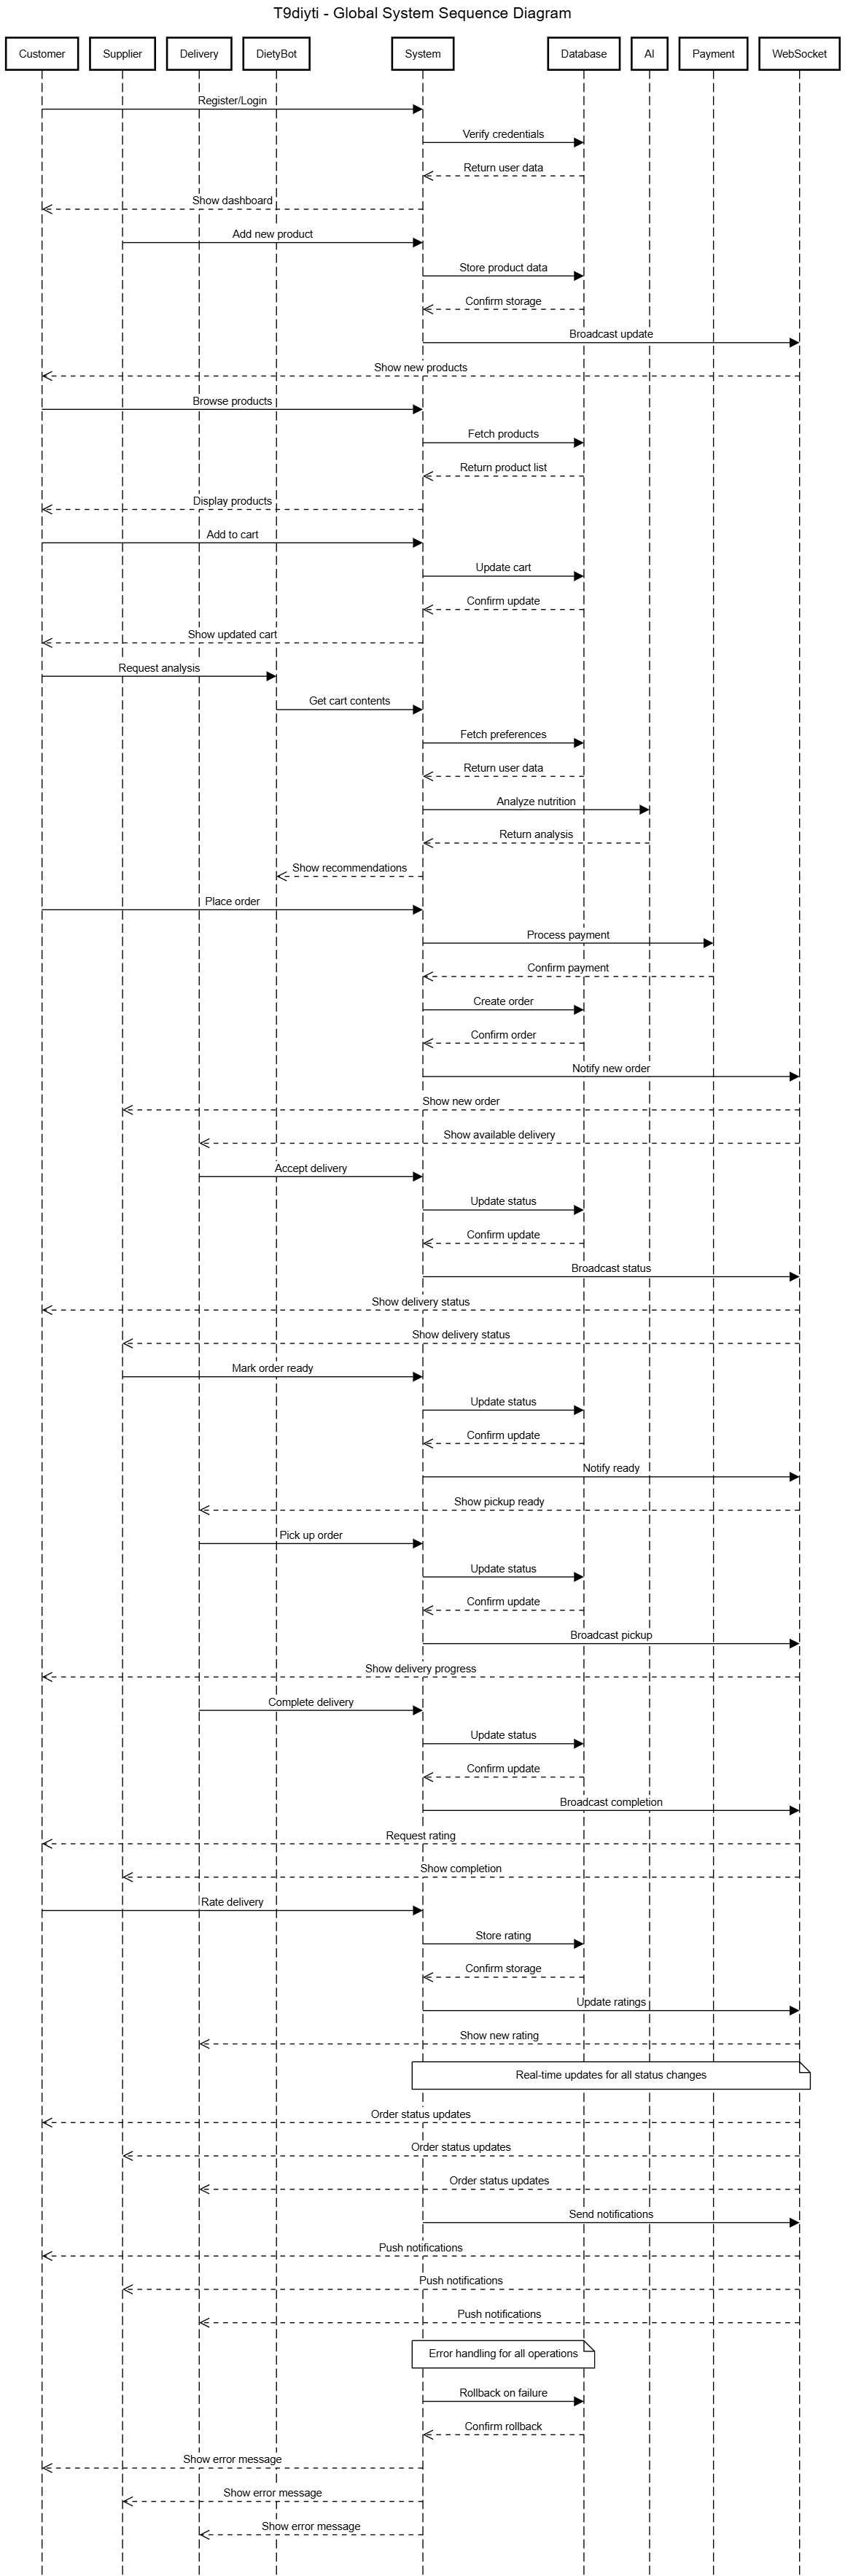 T9diyti - Global System Sequence Diagram
Customer
Supplier
Delivery
DietyBot
System
Database
AI
Payment
WebSocket
Register/Login
Verify credentials
Return user data
Show dashboard
Add new product
Store product data
Confirm storage
Broadcast update
Show new products
Browse products
Fetch products
Return product list
Display products
Add to cart
Update cart
Confirm update
Show updated cart
Request analysis
Get cart contents
Fetch preferences
Return user data
Analyze nutrition
Return analysis
Show recommendations
Place order
Process payment
Confirm payment
Create order
Confirm order
Notify new order
Show new order
Show available delivery
Accept delivery
Update status
Confirm update
Broadcast status
Show delivery status
Show delivery status
Mark order ready
Update status
Confirm update
Notify ready
Show pickup ready
Pick up order
Update status
Confirm update
Broadcast pickup
Show delivery progress
Complete delivery
Update status
Confirm update
Broadcast completion
Request rating
Show completion
Rate delivery
Store rating
Confirm storage
Update ratings
Show new rating
Real-time updates for all status changes
Order status updates
Order status updates
Order status updates
Send notifications
Push notifications
Push notifications
Push notifications
Error handling for all operations
Rollback on failure
Confirm rollback
Show error message
Show error message
Show error message